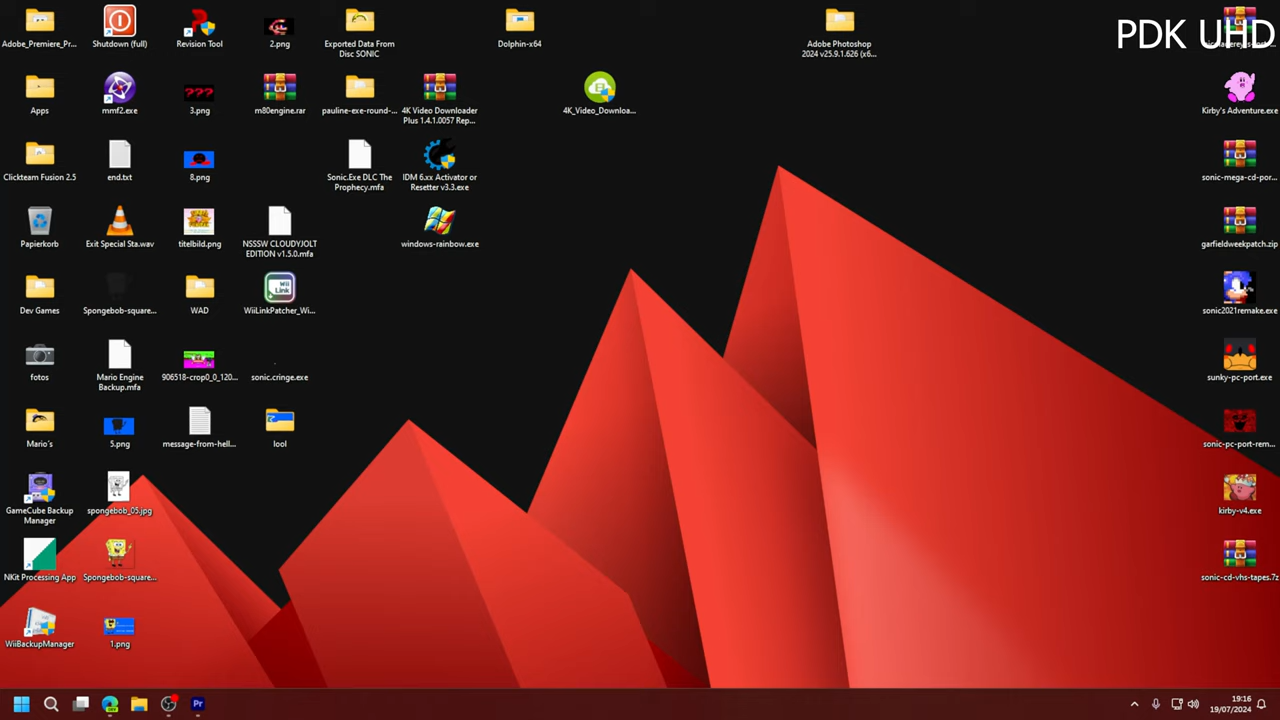 PDK UHD
Adobe_Premiere_Pr...
Shutdown (full)
Revision Tool
2.png
Exported Data From
Disc SONIC
Dolphin-x64
Adobe Photoshop
2024 v25.9.1.626 (x6...
Apps
mmf2.exe
3.png
m80engine.rar
pauline-exe-round-...
4K Video Downloader
Plus 1.4.1.0057 Rep...
4K_Video_Downloa...
Kirby's Adventure.exe
Clickteam Fusion 2.5
end.txt
8.png
Sonic.Exe DLC The
Prophecy.mfa
IDM 6.xx Activator or
Resetter v3.3.exe
sonic-mega-cd-por...
Papierkorb
Exit Special Sta.wav
titelbild.png
NSSSW CLOUDYJOLT
EDITION v1.5.0.mfa
windows-rainbow.exe
garfieldweekpatch.zip
Dev Games
Spongebob-square...
WAD
WiiLinkPatcher_Wi...
sonic2021remake.exe
fotos
Mario Engine
Backup.mfa
906518-crop0_0_120...
sonic.cringe.exe
sunky-pc-port.exe
Mario's
5.png
message-from-hell...
lool
sonic-pc-port-rem...
GameCube Backup
Manager
spongebob_05.jpg
kirby-v4.exe
NKit Processing App
Spongebob-square...
sonic-cd-vhs-tapes.7z
WiiBackupManager
1.png
19:16
19/07/2024